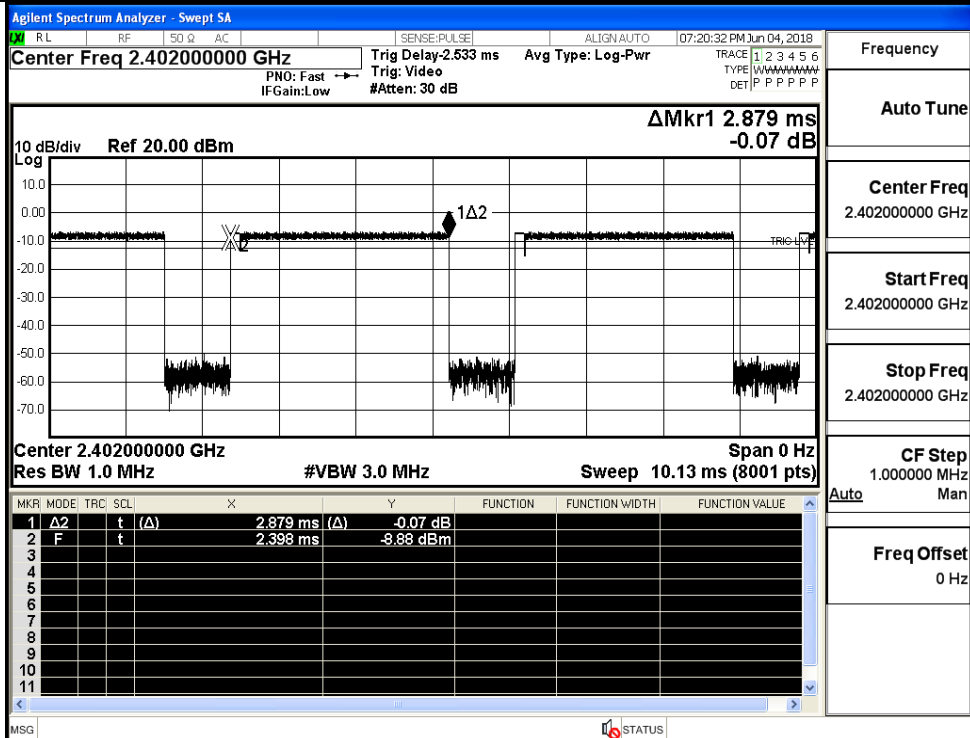 Agilent Spectrum Analyzer - Swept SA
LXI RL RF 50 Ω AC SENSE:PULSE ALIGN AUTO 07:20:32 PM Jun 04, 2018
Center Freq 2.402000000 GHz
PNO: Fast
IFGain:Low
Trig Delay-2.533 ms
Trig: Video
#Atten: 30 dB
Avg Type: Log-Pwr
TRACE 1 2 3 4 5 6
TYPE WWWWWW
DET P P P P P P
ΔMkr1 2.879 ms
-0.07 dB
10 dB/div Ref 20.00 dBm
Log
10.0
0.00
-10.0
-20.0
-30.0
-40.0
-50.0
-60.0
-70.0
1Δ2
2
TRIG LVL
Center 2.402000000 GHz Span 0 Hz
Res BW 1.0 MHz #VBW 3.0 MHz Sweep 10.13 ms (8001 pts)
MKR MODE TRC SCL X Y FUNCTION FUNCTION WIDTH FUNCTION VALUE
1 Δ2 t (Δ) 2.879 ms (Δ) -0.07 dB
2 F t 2.398 ms -8.88 dBm
3
4
5
6
7
8
9
10
11
MSG STATUS
Frequency
Auto Tune
Center Freq
2.402000000 GHz
Start Freq
2.402000000 GHz
Stop Freq
2.402000000 GHz
CF Step
1.000000 MHz
Auto Man
Freq Offset
0 Hz